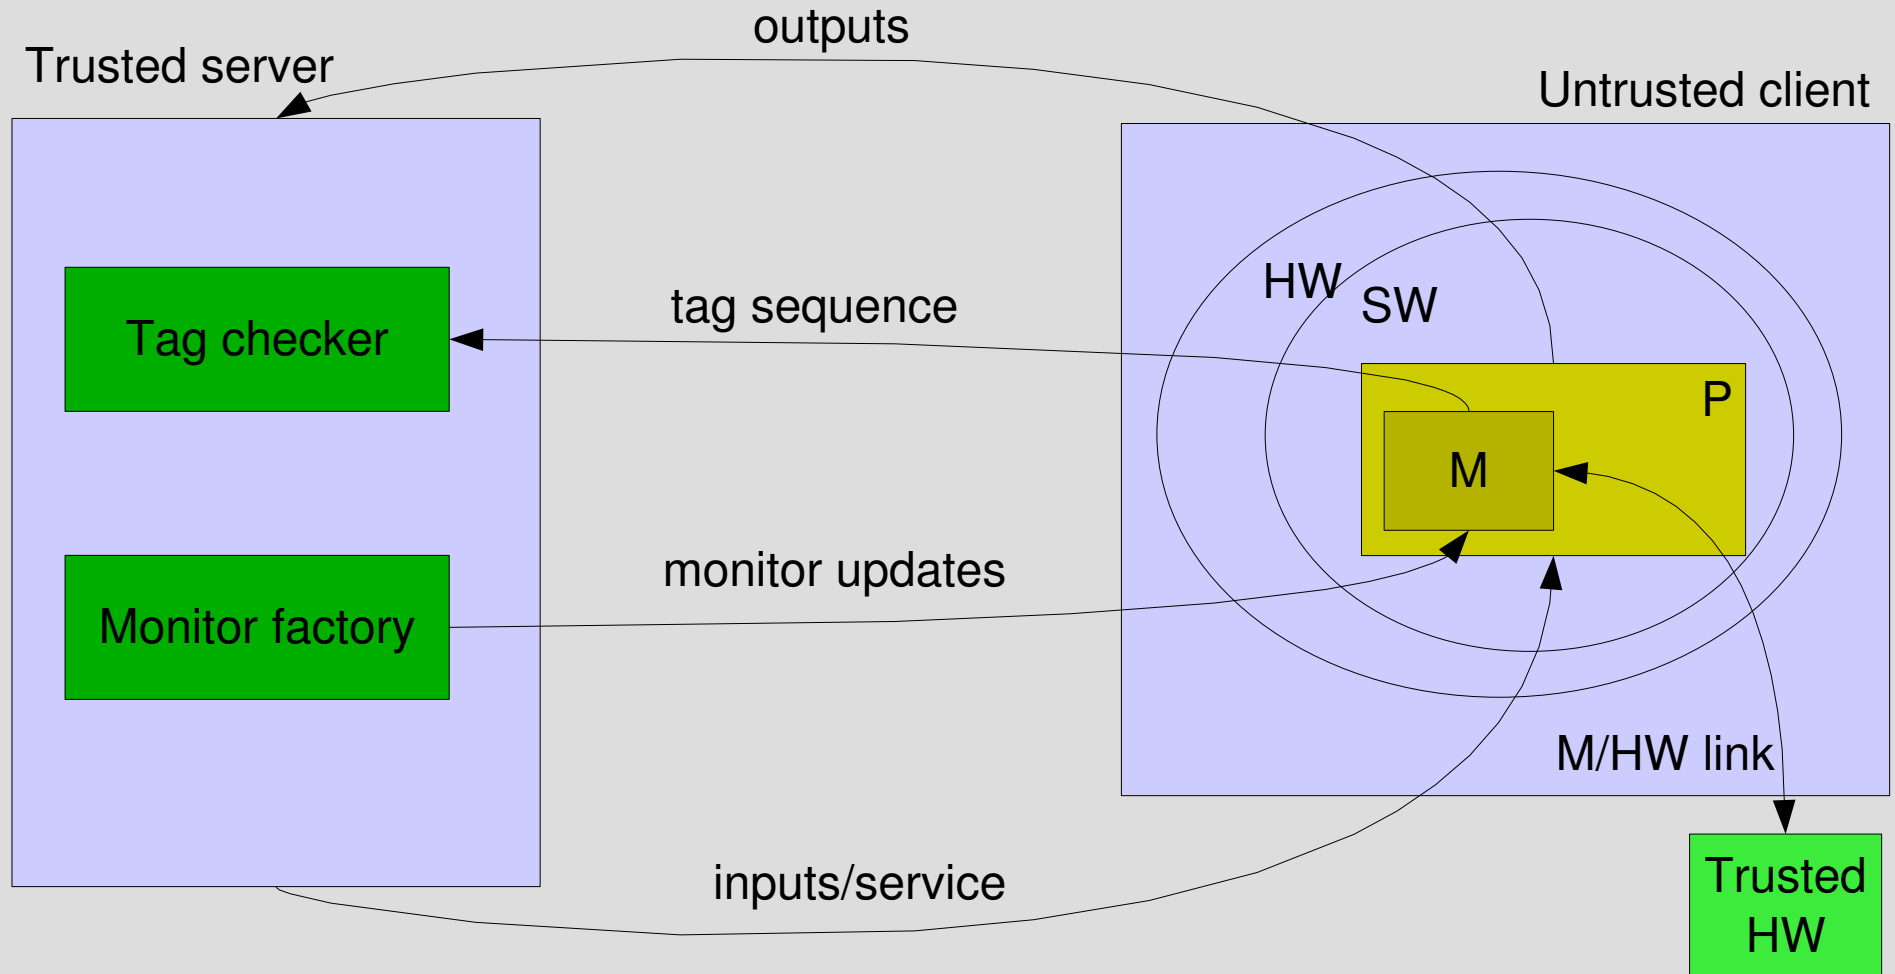 outputs
Trusted server
Untrusted client
HW
SW
tag sequence
Tag checker
P
M
monitor updates
Monitor factory
M/HW link
inputs/service
Trusted
HW